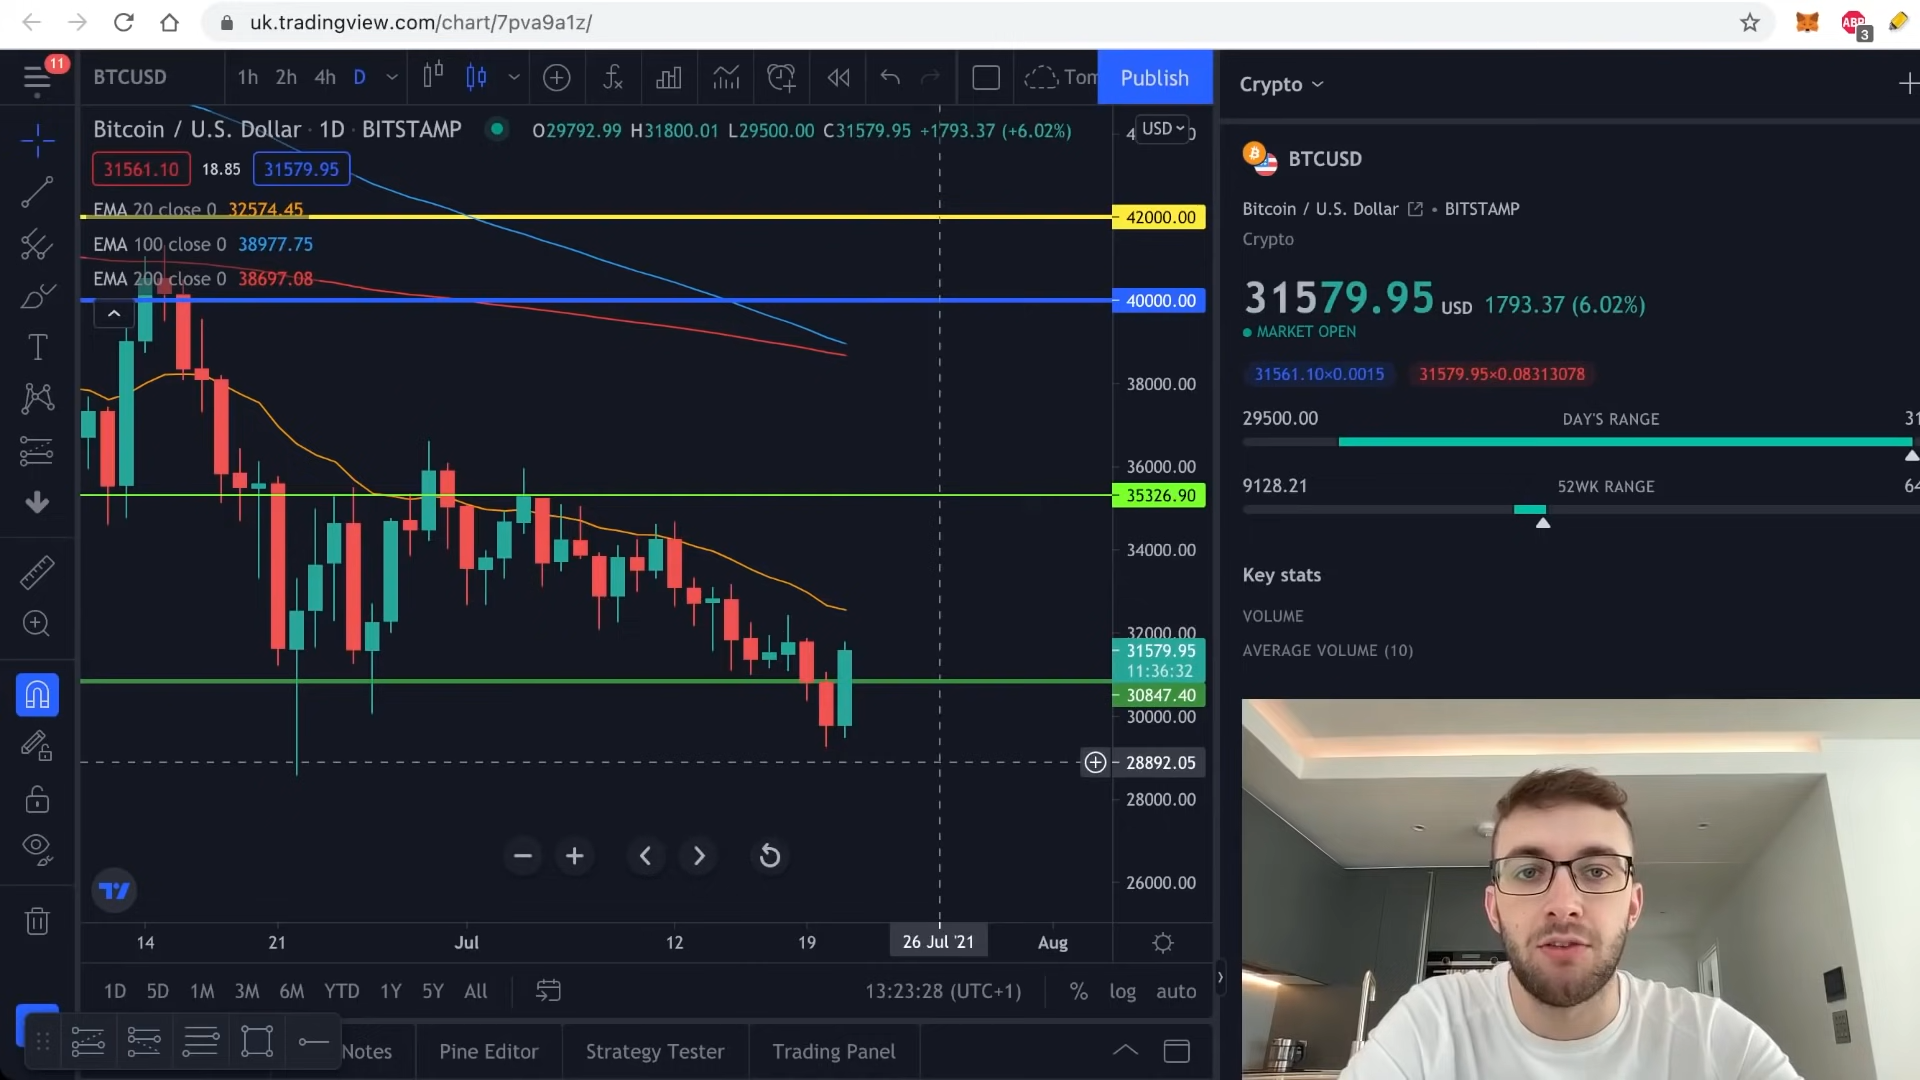 uk.tradingview.com/chart/7pva9a1z/
ABP
3
11
BTCUSD 1h 2h 4h D
Tom
Publish
Crypto
Bitcoin / U.S. Dollar · 1D · BITSTAMP O29792.99 H31800.01 L29500.00 C31579.95 +1793.37 (+6.02%)
USD
31561.10 18.85 31579.95
EMA 20 close 0 32574.45
EMA 100 close 0 38977.75
EMA 200 close 0 38697.08
42000.00
40000.00
38000.00
36000.00
35326.90
34000.00
32000.00
31579.95
11:36:32
30847.40
30000.00
28892.05
28000.00
26000.00
14 21 Jul 12 19 26 Jul '21 Aug
1D 5D 1M 3M 6M YTD 1Y 5Y All 13:23:28 (UTC+1) % log auto
Notes Pine Editor Strategy Tester Trading Panel
BTCUSD
Bitcoin / U.S. Dollar • BITSTAMP
Crypto
31579.95 USD 1793.37 (6.02%)
MARKET OPEN
31561.10×0.0015 31579.95×0.08313078
29500.00 DAY'S RANGE 31
9128.21 52WK RANGE 64
Key stats
VOLUME
AVERAGE VOLUME (10)